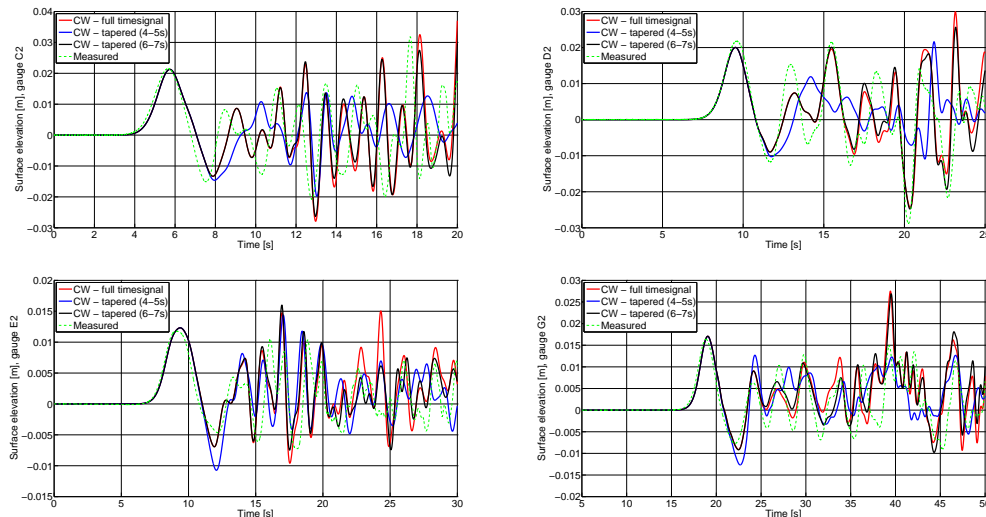 CW − full timesignal
CW − tapered (4−5s)
CW − tapered (6−7s)
Measured
Surface elevation [m], gauge C2
0.04
0.03
0.02
0.01
0
−0.01
−0.02
−0.03
0 2 4 6 8 10 12 14 16 18 20
Time [s]
CW − full timesignal
CW − tapered (4−5s)
CW − tapered (6−7s)
Measured
Surface elevation [m], gauge D2
0.03
0.02
0.01
0
−0.01
−0.02
−0.03
0 5 10 15 20 25
Time [s]
CW − full timesignal
CW − tapered (4−5s)
CW − tapered (6−7s)
Measured
Surface elevation [m], gauge E2
0.02
0.015
0.01
0.005
0
−0.005
−0.01
−0.015
0 5 10 15 20 25 30
Time [s]
CW − full timesignal
CW − tapered (4−5s)
CW − tapered (6−7s)
Measured
Surface elevation [m], gauge G2
0.03
0.025
0.02
0.015
0.01
0.005
0
−0.005
−0.01
−0.015
−0.02
5 10 15 20 25 30 35 40 45 50
Time [s]